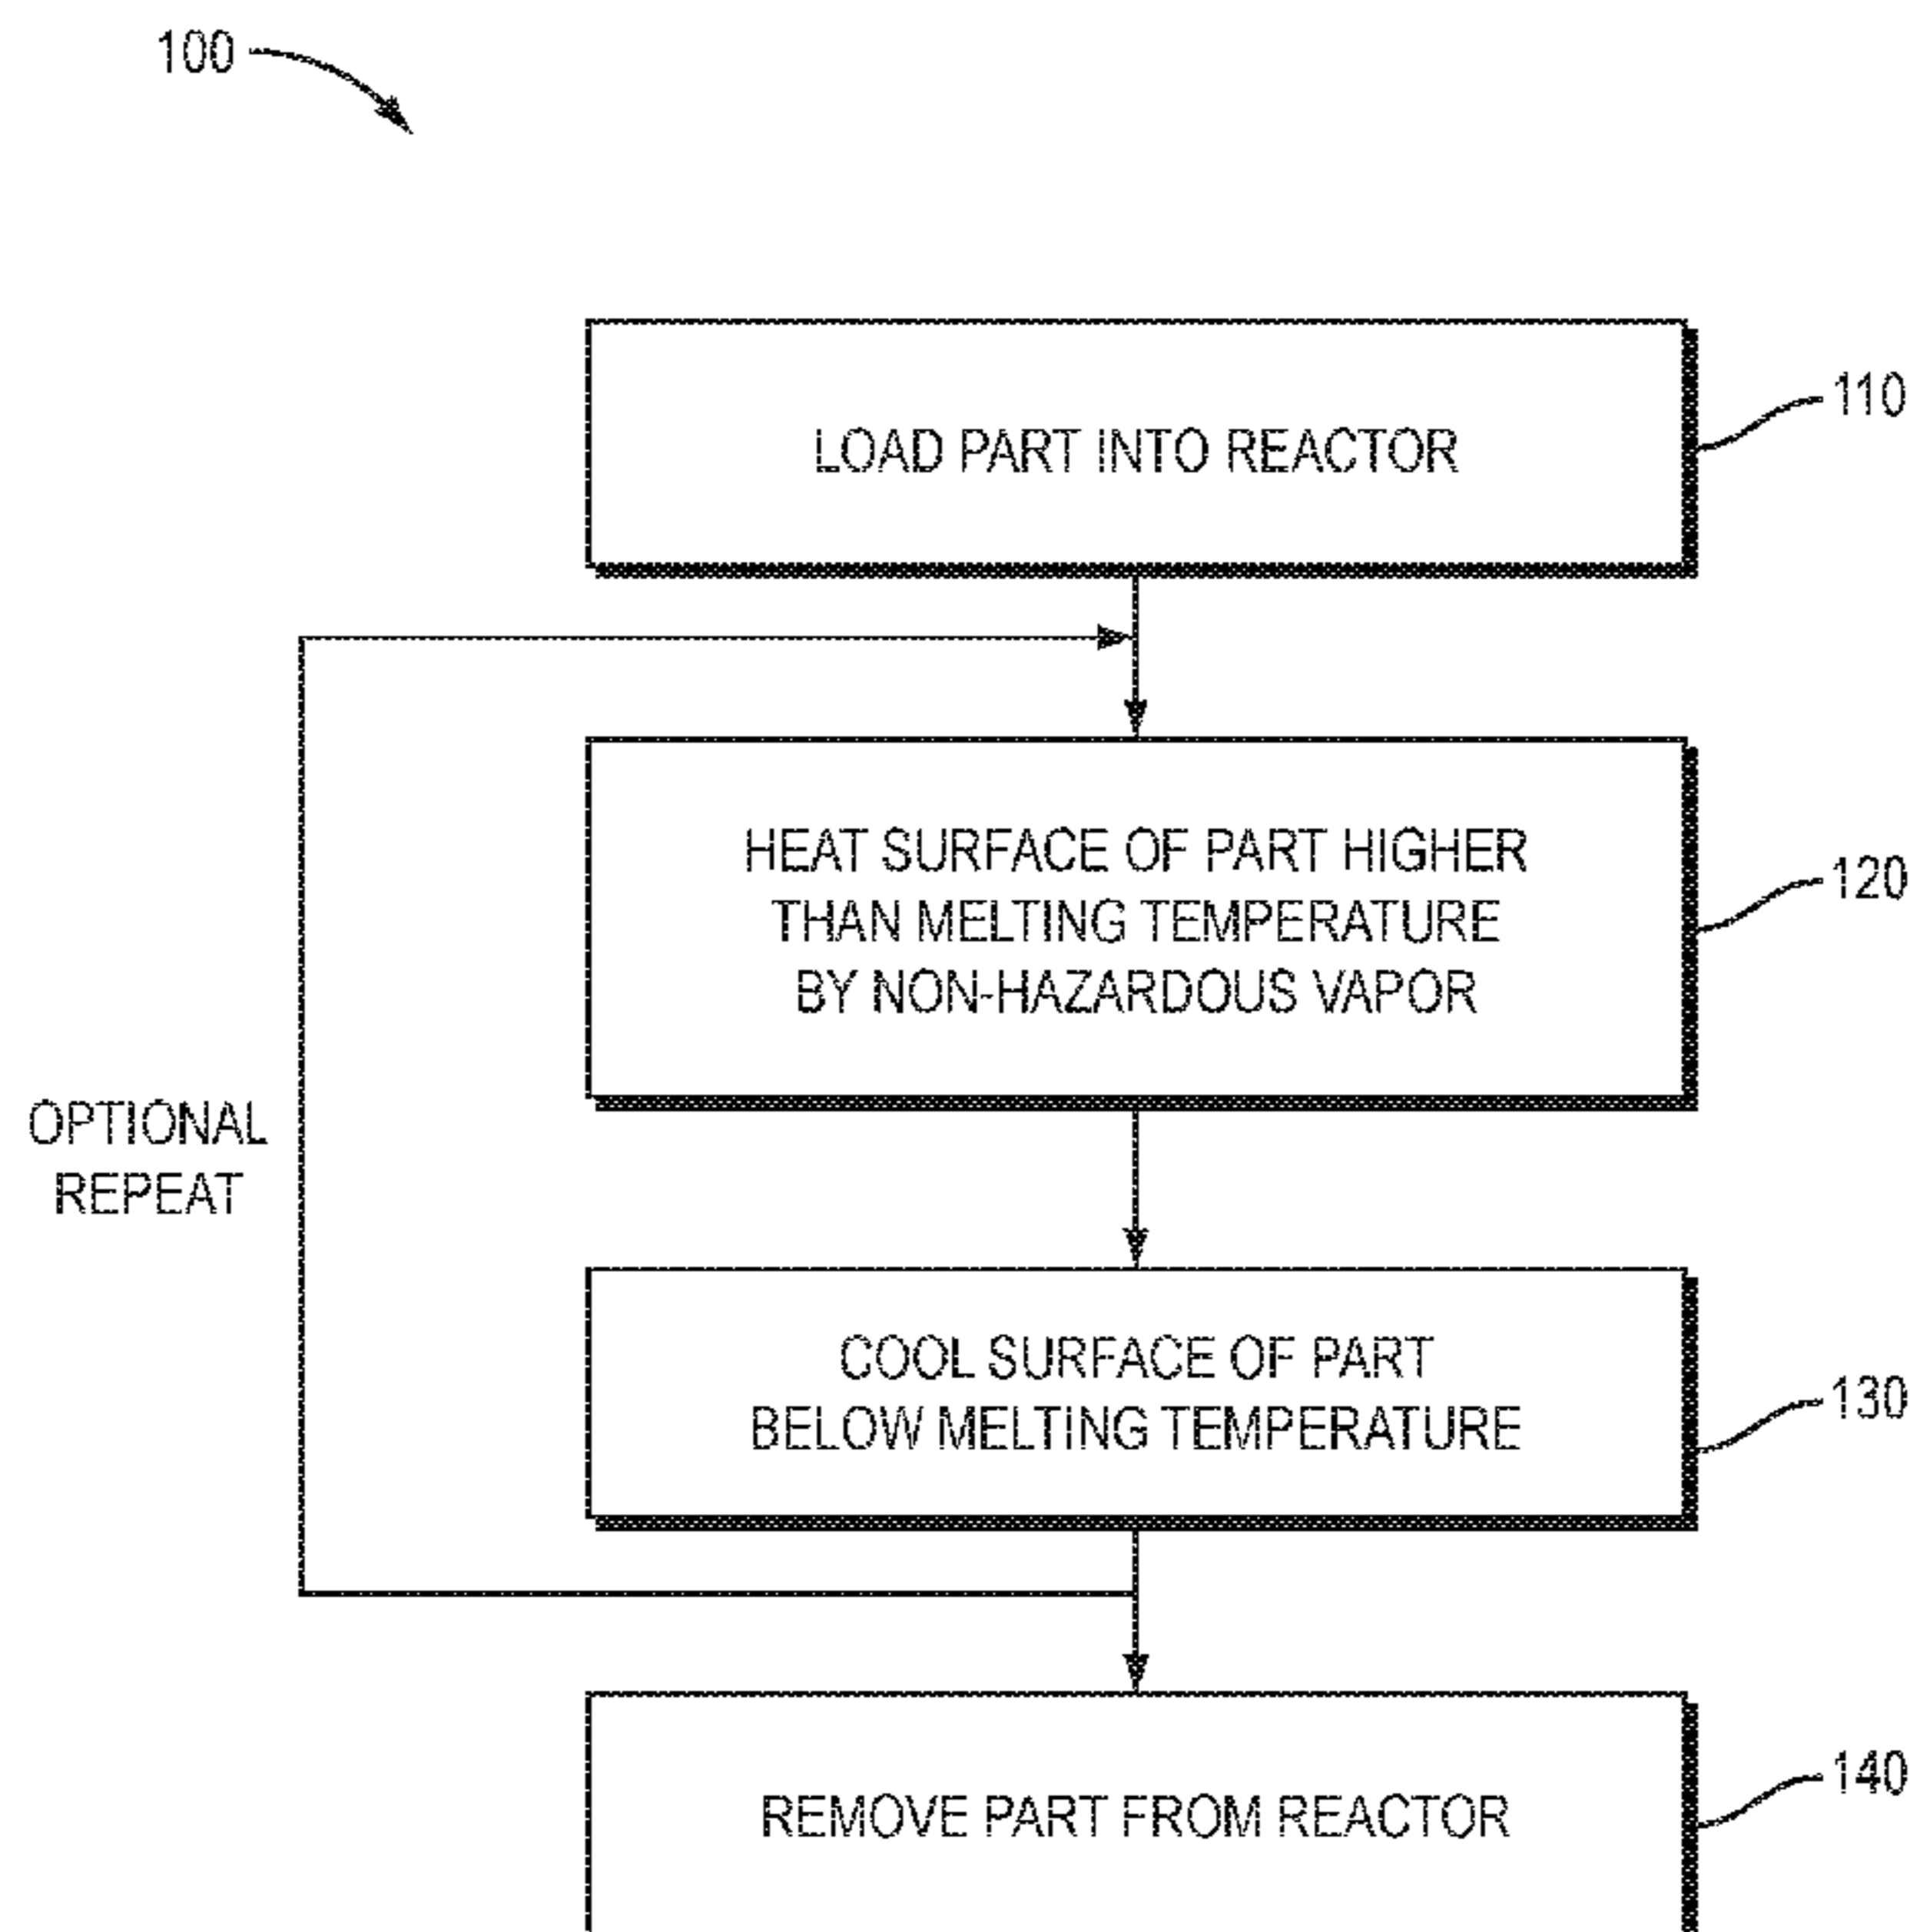 100
LOAD PART INTO REACTOR
110
HEAT SURFACE OF PART HIGHER
THAN MELTING TEMPERATURE
BY NON-HAZARDOUS VAPOR
120
OPTIONAL
REPEAT
COOL SURFACE OF PART
BELOW MELTING TEMPERATURE
130
REMOVE PART FROM REACTOR
140